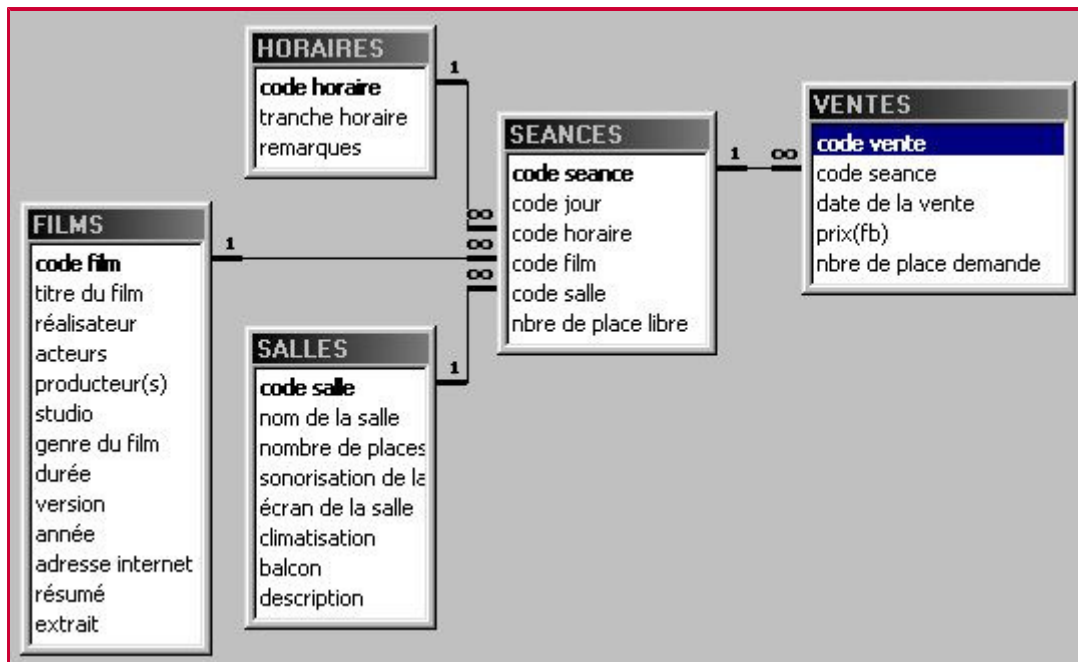 HORAIRES
code horaire
tranche horaire
remarques
1
FILMS
code film
titre du film
réalisateur
acteurs
producteur(s)
studio
genre du film
durée
version
année
adresse internet
résumé
extrait
1
SALLES
code salle
nom de la salle
nombre de places
sonorisation de la
écran de la salle
climatisation
balcon
description
1
SEANCES
code seance
code jour
code horaire
code film
code salle
nbre de place libre
∞
∞
∞
1
∞
VENTES
code vente
code seance
date de la vente
prix(fb)
nbre de place demande